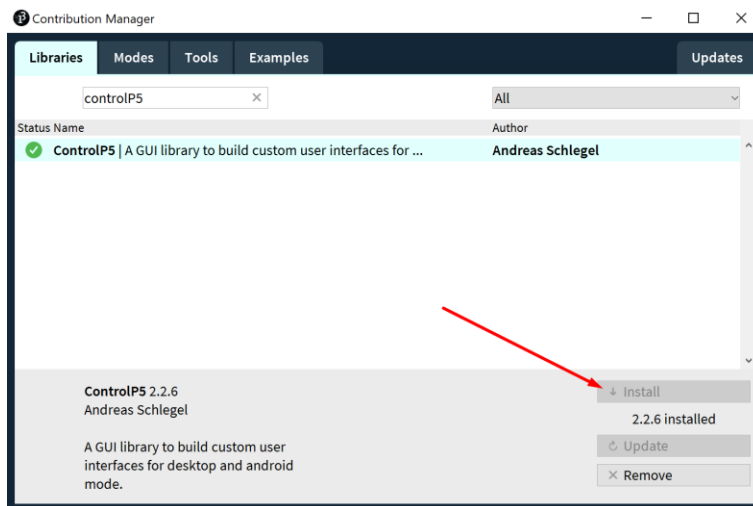 Contribution Manager
Libraries Modes Tools Examples Updates
controlP5 All
Status Name Author
ControlP5 | A GUI library to build custom user interfaces for ... Andreas Schlegel
ControlP5 2.2.6
Andreas Schlegel
A GUI library to build custom user
interfaces for desktop and android
mode.
Install
2.2.6 installed
Update
Remove